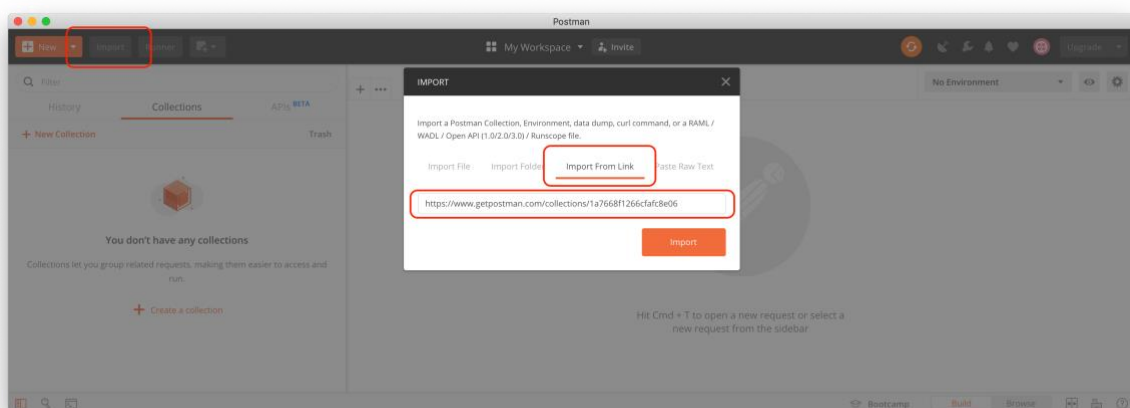 Postman
New
Import
Runner
My Workspace
Invite
Upgrade
Filter
History
Collections
APIs BETA
+ New Collection
Trash
You don't have any collections
Collections let you group related requests, making them easier to access and
run.
+ Create a collection
+ •••
No Environment
IMPORT
Import a Postman Collection, Environment, data dump, curl command, or a RAML /
WADL / Open API (1.0/2.0/3.0) / Runscope file.
Import File
Import Folder
Import From Link
Paste Raw Text
https://www.getpostman.com/collections/1a7668f1266cfafc8e06
Import
Hit Cmd + T to open a new request or select a
new request from the sidebar
Bootcamp
Build
Browse